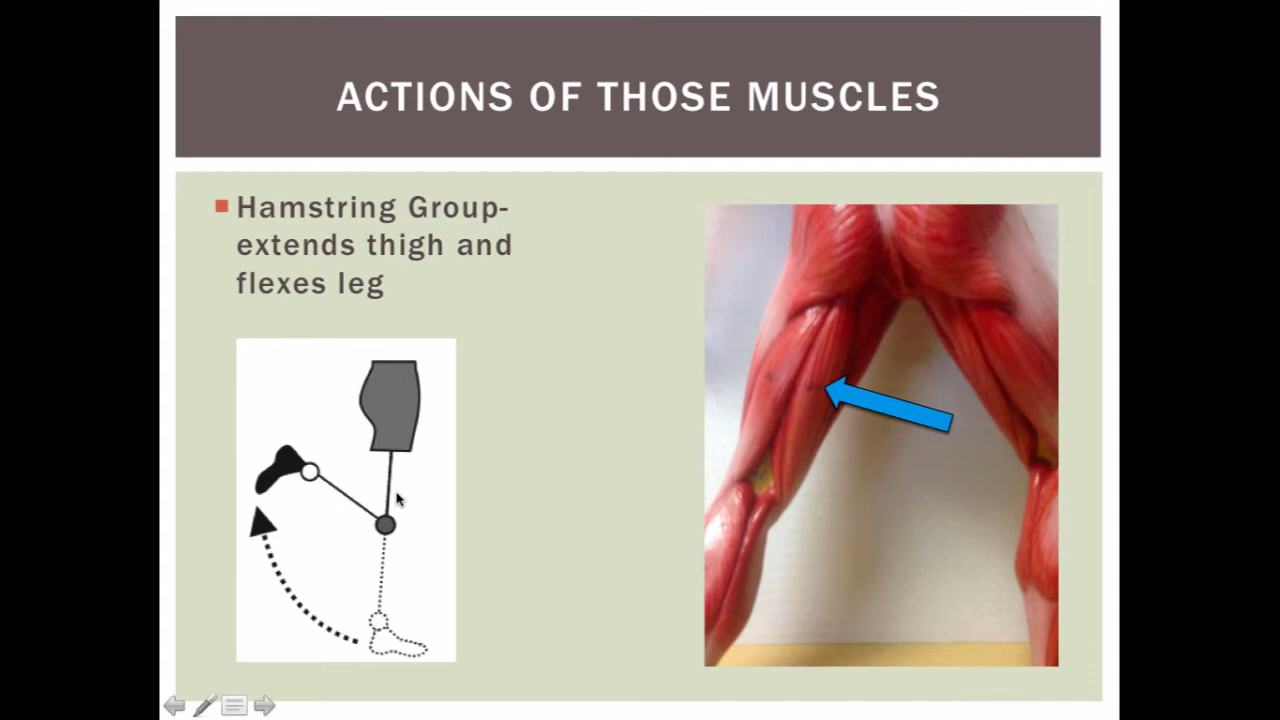 ACTIONS OF THOSE MUSCLES
Hamstring Group-
extends thigh and
flexes leg